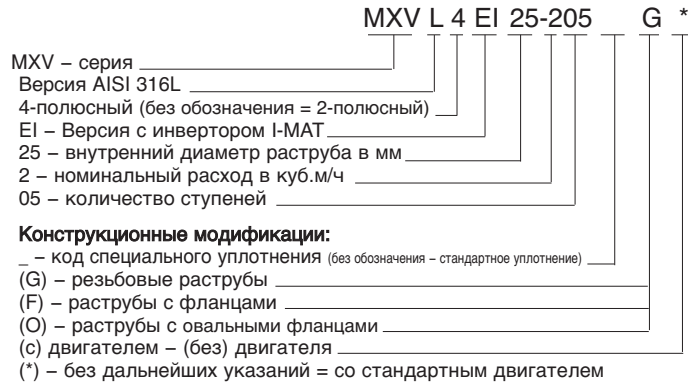 MXV L 4 EI 25-205 G *
MXV – серия
Версия AISI 316L
4-полюсный (без обозначения = 2-полюсный)
EI – Версия с инвертором I-MAT
25 – внутренний диаметр раструба в мм
2 – номинальный расход в куб.м/ч
05 – количество ступеней
Конструкционные модификации:
_ – код специального уплотнения (без обозначения – стандартное уплотнение)
(G) – резьбовые раструбы
(F) – раструбы с фланцами
(O) – раструбы с овальными фланцами
(с) двигателем – (без) двигателя
(*) – без дальнейших указаний = со стандартным двигателем